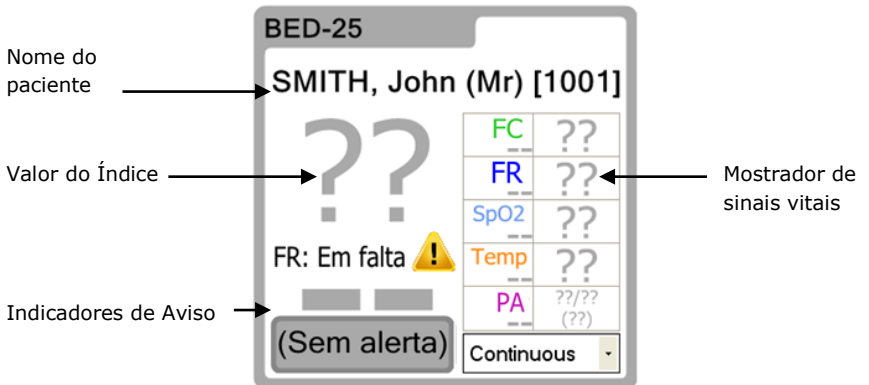 BED-25
Nome do
paciente
SMITH, John (Mr) [1001]
??
FC
--
??
Valor do Índice
FR
--
??
Mostrador de
sinais vitais
SpO2
--
??
FR: Em falta
Temp
--
??
Indicadores de Aviso
PA
--
??/??
(??)
(Sem alerta)
Continuous